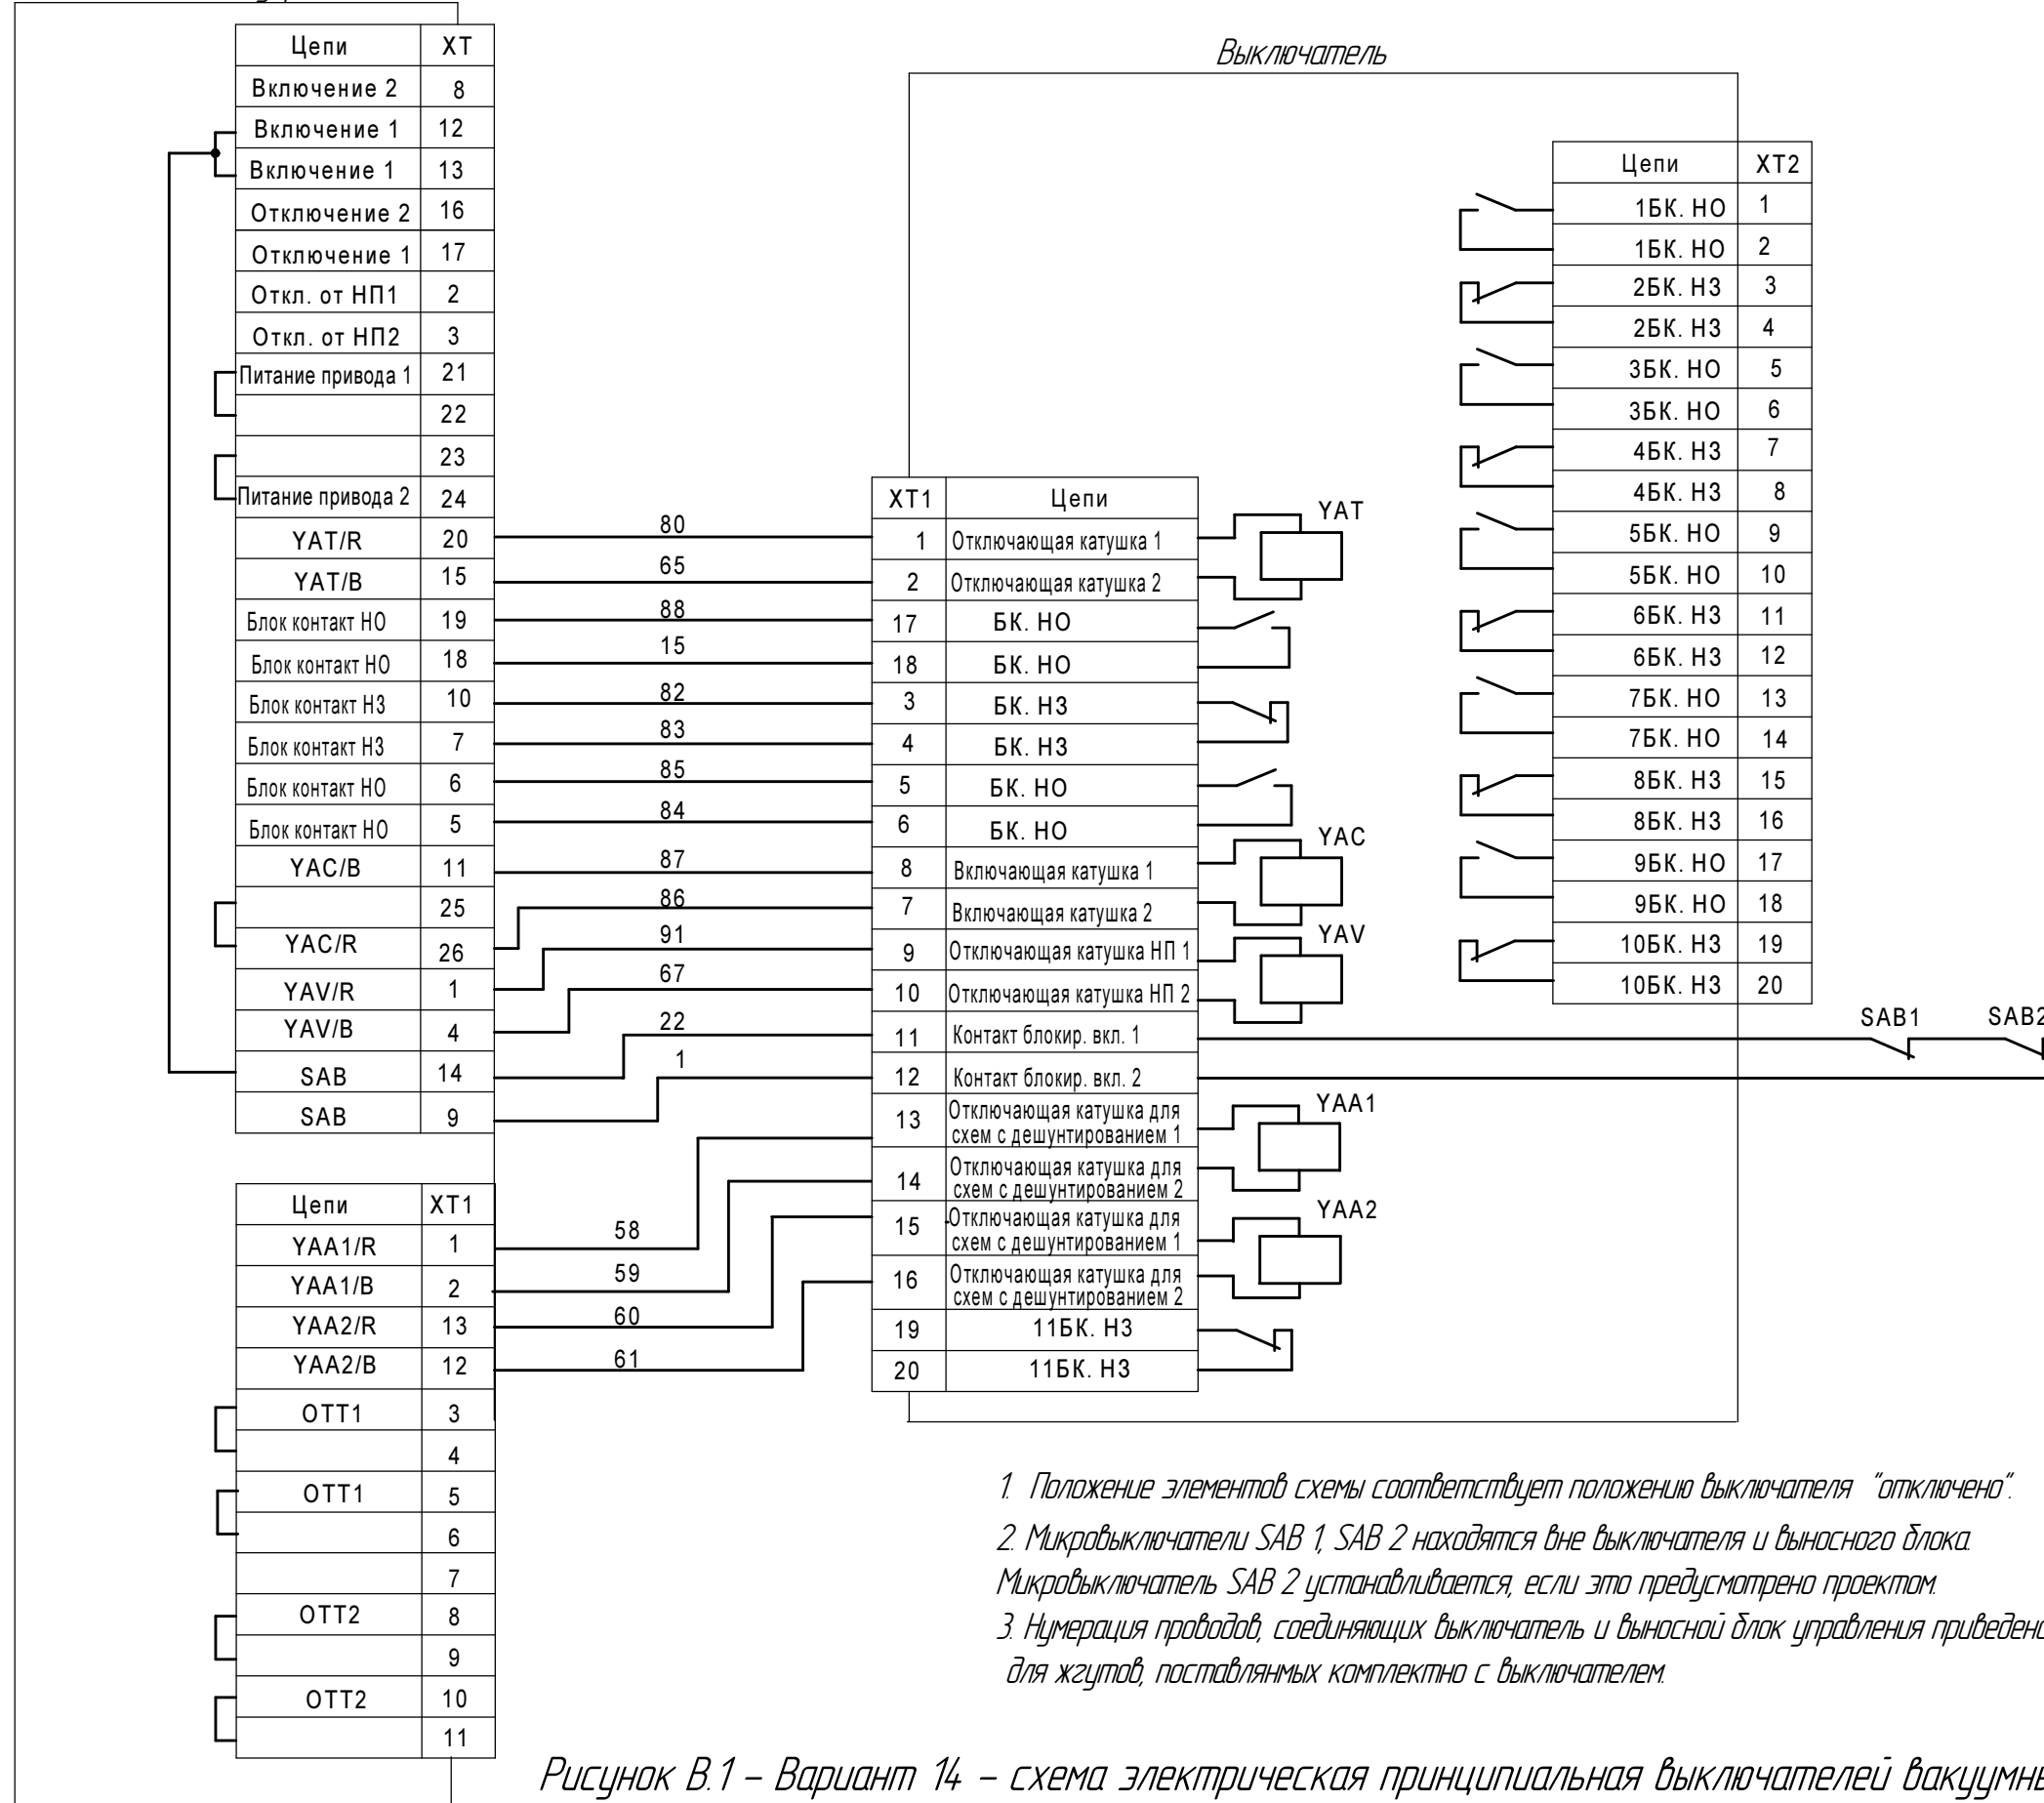 Цепи XT
Включение 2 8
Включение 1 12
Включение 1 13
Отключение 2 16
Отключение 1 17
Откл. от НП1 2
Откл. от НП2 3
Питание привода 1 21
22
23
Питание привода 2 24
YAT/R 20
YAT/B 15
Блок контакт НО 19
Блок контакт НО 18
Блок контакт НЗ 10
Блок контакт НЗ 7
Блок контакт НО 6
Блок контакт НО 5
YAC/B 11
25
YAC/R 26
YAV/R 1
YAV/B 4
SAB 14
SAB 9
Цепи XT1
YAA1/R 1
YAA1/B 2
YAA2/R 13
YAA2/B 12
ОТТ1 3
4
ОТТ1 5
6
7
ОТТ2 8
9
ОТТ2 10
11
80
65
88
15
82
83
85
84
87
86
91
67
22
1
58
59
60
61
Выключатель
XT1 Цепи
1 Отключающая катушка 1
2 Отключающая катушка 2
17 БК. НО
18 БК. НО
3 БК. НЗ
4 БК. НЗ
5 БК. НО
6 БК. НО
8 Включающая катушка 1
7 Включающая катушка 2
9 Отключающая катушка НП 1
10 Отключающая катушка НП 2
11 Контакт блокир. вкл. 1
12 Контакт блокир. вкл. 2
13 Отключающая катушка для
схем с дешунтированием 1
14 Отключающая катушка для
схем с дешунтированием 2
15 Отключающая катушка для
схем с дешунтированием 1
16 Отключающая катушка для
схем с дешунтированием 2
19 11БК. НЗ
20 11БК. НЗ
YAT
YAC
YAV
YAA1
YAA2
Цепи XT2
1БК. НО 1
1БК. НО 2
2БК. НЗ 3
2БК. НЗ 4
3БК. НО 5
3БК. НО 6
4БК. НЗ 7
4БК. НЗ 8
5БК. НО 9
5БК. НО 10
6БК. НЗ 11
6БК. НЗ 12
7БК. НО 13
7БК. НО 14
8БК. НЗ 15
8БК. НЗ 16
9БК. НО 17
9БК. НО 18
10БК. НЗ 19
10БК. НЗ 20
SAB1 SAB2
1. Положение элементов схемы соответствует положению выключателя "отключено".
2. Микровыключатели SAB 1, SAB 2 находятся вне выключателя и выносного блока.
Микровыключатель SAB 2 устанавливается, если это предусмотрено проектом.
3. Нумерация проводов, соединяющих выключатель и выносной блок управления приведена
для жгутов, поставлянмых комплектно с выключателем.
Рисунок В.1 – Вариант 14 – схема электрическая принципиальная выключателей